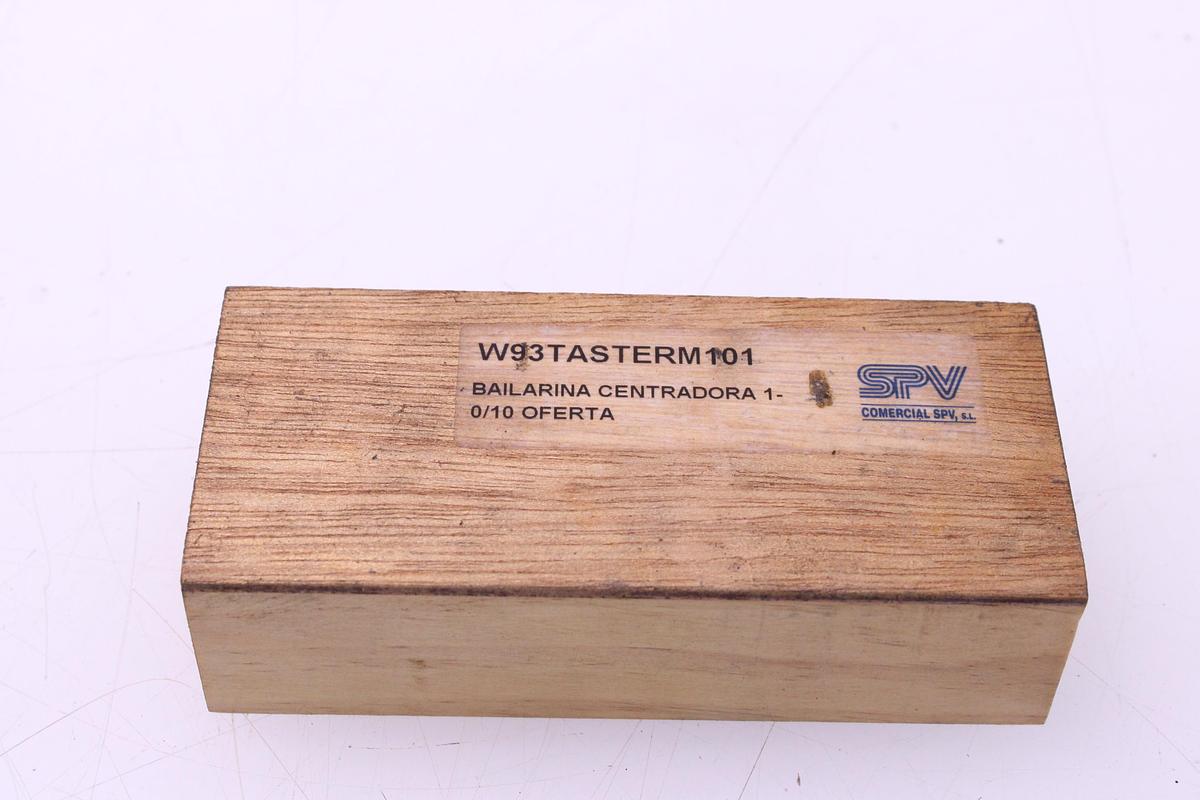 W93TASTERM101
BAILARINA CENTRADORA 1-
0/10 OFERTA
SPV
COMERCIAL SPV, S.L.